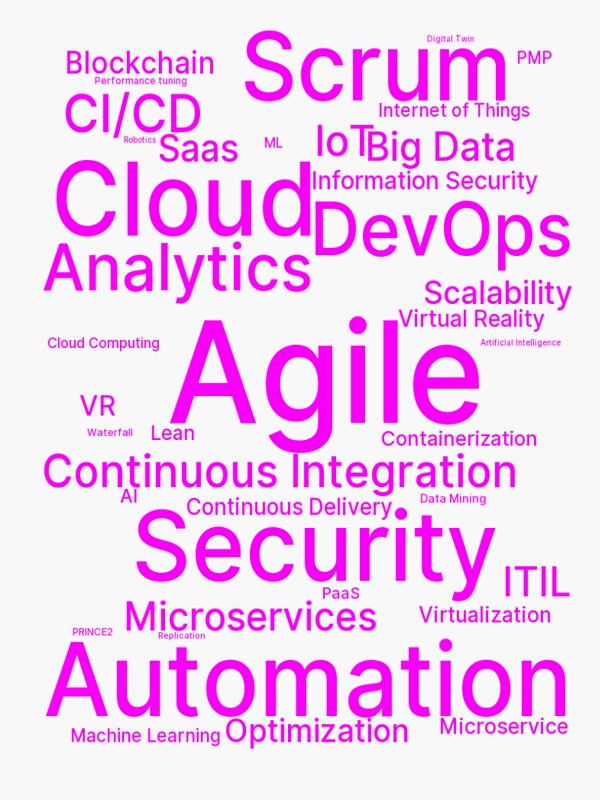 Digital Twin
Scrum
PMP
Blockchain
Performance tuning
CI/CD
Internet of Things
Robotics
Saas
ML
IoT
Big Data
Cloud
Information Security
DevOps
Analytics
Scalability
Virtual Reality
Agile
Cloud Computing
Artificial Intelligence
VR
Waterfall
Lean
Containerization
Continuous Integration
AI
Continuous Delivery
Data Mining
Security
ITIL
PaaS
Microservices
Virtualization
PRINCE2
Replication
Automation
Machine Learning
Optimization
Microservice